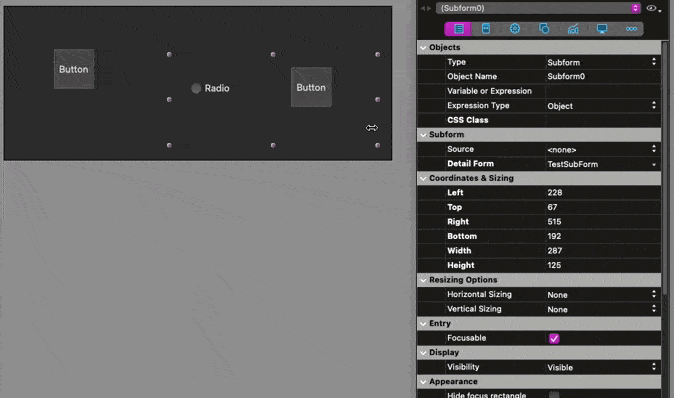 (Subform0)
Button
Radio
Button
Objects
Type Subform
Object Name Subform0
Variable or Expression
Expression Type Object
CSS Class
Subform
Source <none>
Detail Form TestSubForm
Coordinates & Sizing
Left 228
Top 67
Right 515
Bottom 192
Width 287
Height 125
Resizing Options
Horizontal Sizing None
Vertical Sizing None
Entry
Focusable
Display
Visibility Visible
Appearance
Hide focus rectangle